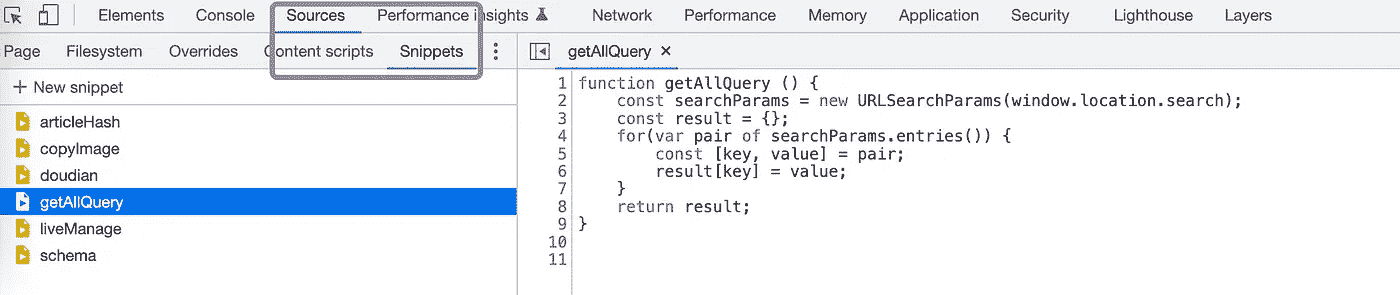 Elements Console Sources Performance insights Network Performance Memory Application Security Lighthouse Layers
Page Filesystem Overrides Content scripts Snippets
+ New snippet
articleHash
copyImage
doudian
getAllQuery
liveManage
schema
getAllQuery ×
1 function getAllQuery () {
2 const searchParams = new URLSearchParams(window.location.search);
3 const result = {};
4 for(var pair of searchParams.entries()) {
5 const [key, value] = pair;
6 result[key] = value;
7 }
8 return result;
9 }
10
11